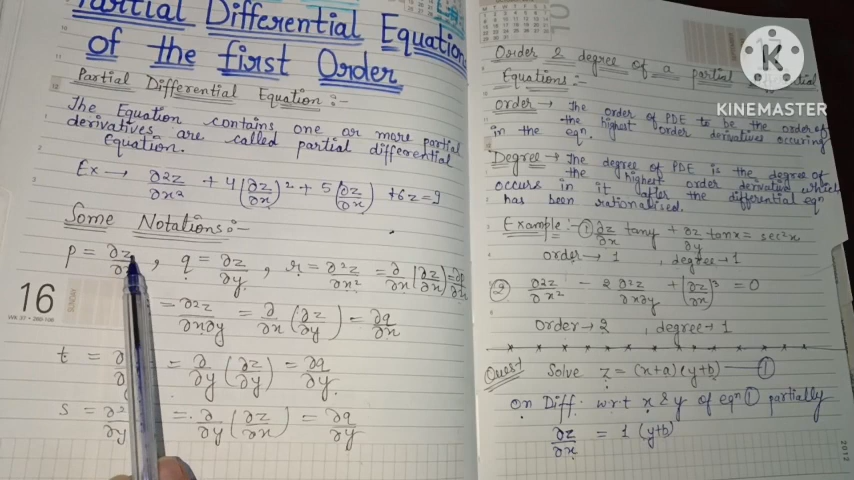 Partial Differential Equations
of the first Order
Partial Differential Equation:-
The Equation contains one or more partial
derivatives are called partial differential
Equation.
Ex → ∂2z/∂x² + 4(∂z/∂x)² + 5(∂z/∂x) +6z=9
Some Notations:-
p = ∂z/∂x, q = ∂z/∂y, r = ∂²z/∂x² = ∂/∂x(∂z/∂x)=∂p/∂x
= ∂2z/∂x∂y = ∂/∂x(∂z/∂y) = ∂q/∂x
t = = ∂/∂y(∂z/∂y) = ∂q/∂y.
s = ∂²/∂y = ∂/∂y(∂z/∂x) = ∂q/∂y
16
SUNDAY
Order & degree of a partial
Equations:-
KINEMASTER
Order → The order of PDE to be the order of
the highest order derivatives occuring
in the eqn.
Degree → The degree of PDE is the degree of
the highest order derivative which
occurs in it after the differential eqn
has been rationalised.
Example:- ① ∂z/∂x tany + ∂z/∂y tanx = sec²x
order → 1, degree → 1
② ∂2z/∂x² - 2∂²z/∂x∂y + (∂z/∂x)³ = 0
Order → 2, degree → 1
Quest Solve z = (x+a)(y+b) —①
On Diff. wrt x & y of eqn ① partially
∂z/∂x = 1 (y+b)
2012